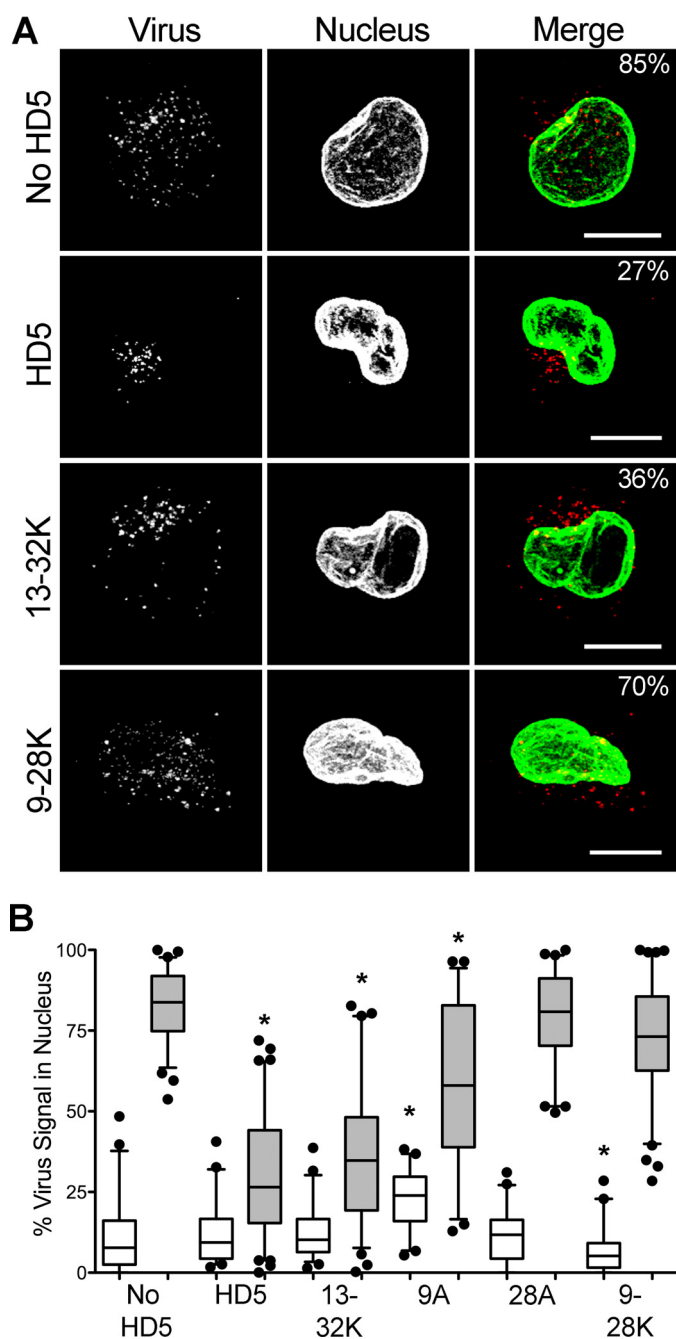 A
Virus Nucleus Merge
No HD5
85%
HD5
27%
13-32K
36%
9-28K
70%
B
% Virus Signal in Nucleus
100
75
50
25
0
* * * * *
No HD5 13- 9A 28A 9-
HD5 32K 28K